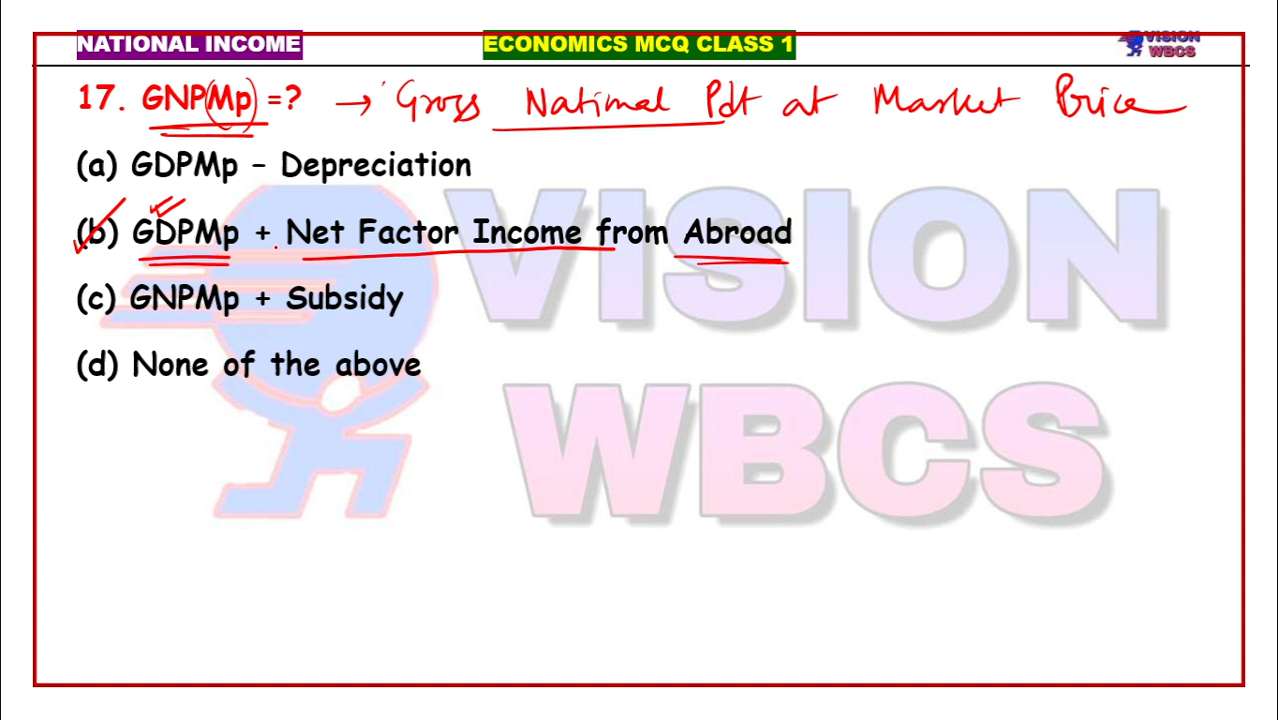 NATIONAL INCOME ECONOMICS MCQ CLASS 1 VISION WBCS
17. GNP(Mp) =? → Gross National Pdt at Market Price
(a) GDPMp – Depreciation
(b) GDPMp + Net Factor Income from Abroad
(c) GNPMp + Subsidy
(d) None of the above
VISION
WBCS